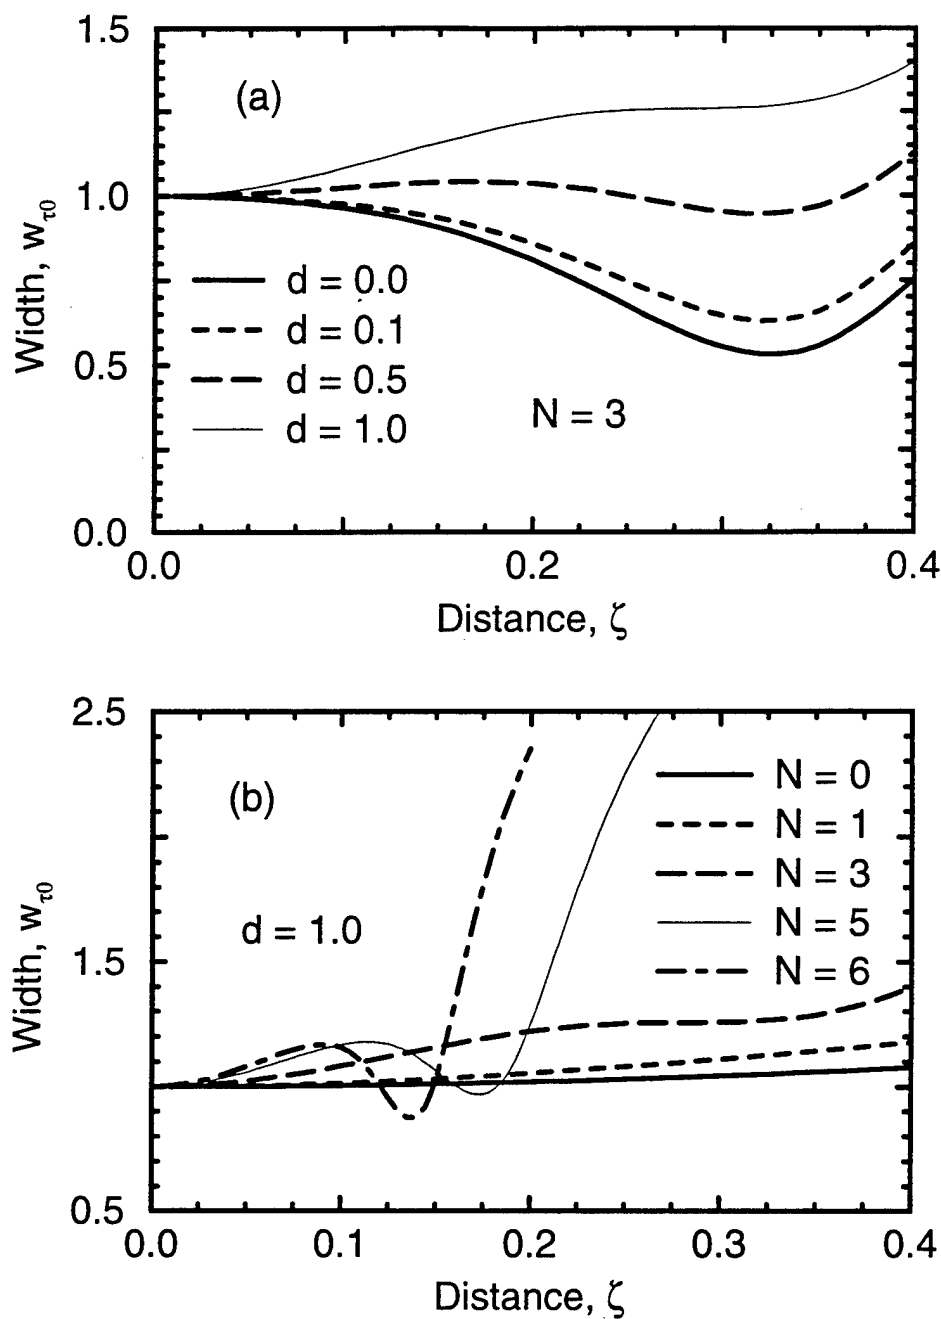 1.5
(a)
1.0
Width, wτ0
d = 0.0
d = 0.1
d = 0.5
d = 1.0
N = 3
0.5
0.0
0.0 0.2 0.4
Distance, ζ
2.5
(b)
N = 0
N = 1
N = 3
N = 5
N = 6
d = 1.0
1.5
Width, wτ0
0.5
0.0 0.1 0.2 0.3 0.4
Distance, ζ